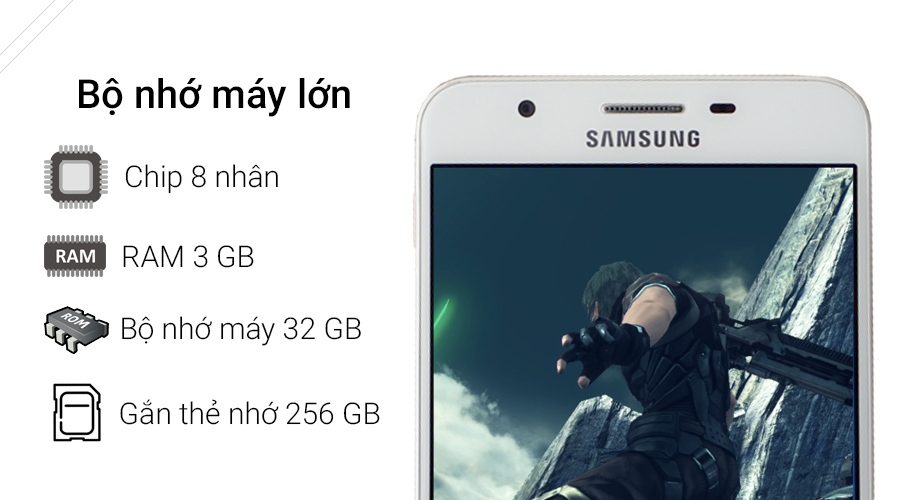 Bộ nhớ máy lớn
Chip 8 nhân
RAM
RAM 3 GB
ROM
Bộ nhớ máy 32 GB
Gắn thẻ nhớ 256 GB
SAMSUNG